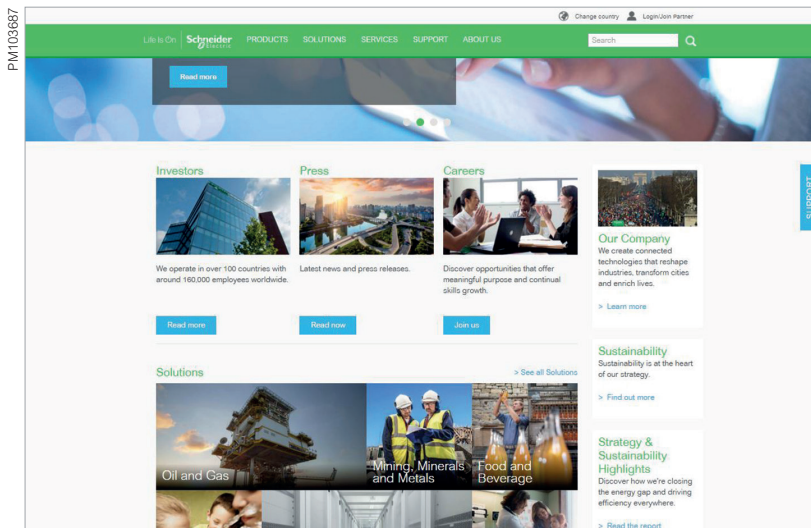 PM103687
Change country
Login/Join Partner
Life Is On
Schneider
Electric
PRODUCTS
SOLUTIONS
SERVICES
SUPPORT
ABOUT US
Search
Read more
Investors
We operate in over 100 countries with
around 160,000 employees worldwide.
Read more
Press
Latest news and press releases.
Read now
Careers
Discover opportunities that offer
meaningful purpose and continual
skills growth.
Join us
Our Company
We create connected
technologies that reshape
industries, transform cities
and enrich lives.
> Learn more
SUPPORT
Solutions
> See all Solutions
Oil and Gas
Mining, Minerals
and Metals
Food and
Beverage
Sustainability
Sustainability is at the heart
of our strategy.
> Find out more
Strategy &
Sustainability
Highlights
Discover how we're closing
the energy gap and driving
efficiency everywhere.
> Read the report